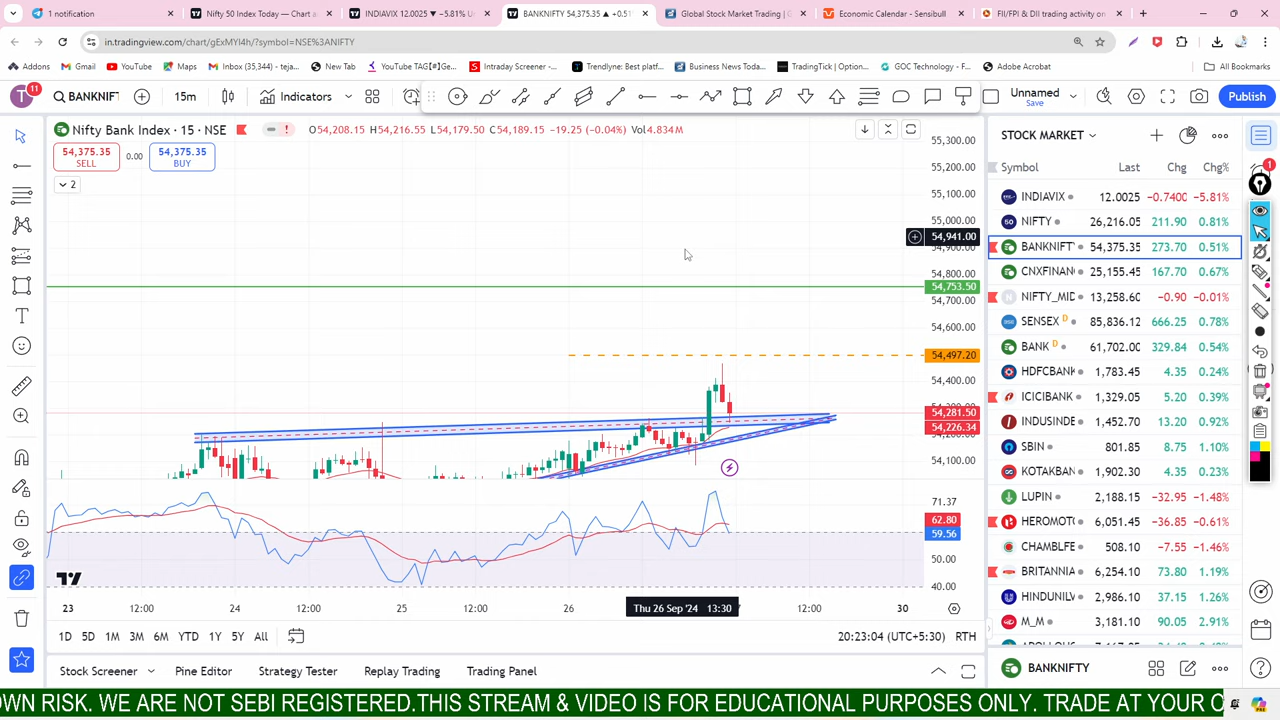 1 notification
Nifty 50 Index Today — Chart a
INDIAVIX 12.0025 ▼ −5.81% U
BANKNIFTY 54,375.35 ▲ +0.51
Global Stock Market Trading | G
Economic Calendar - Sensibull
FII/FPI & DII trading activity on
in.tradingview.com/chart/gExMYl4h/?symbol=NSE%3ANIFTY
Addons
Gmail
YouTube
Maps
Inbox (35,344) - teja...
New Tab
YouTube TAG【#】Ge...
Intraday Screener -...
Trendlyne: Best platf...
Business News Today...
TradingTick | Option...
GOC Technology - F...
Adobe Acrobat
All Bookmarks
T
11
BANKNIFT
15m
Indicators
Unnamed
Save
Publish
Nifty Bank Index · 15 · NSE
O54,208.15 H54,216.55 L54,179.50 C54,189.15 −19.25 (−0.04%) Vol4.834 M
54,375.35
SELL
0.00
54,375.35
BUY
2
55,300.00
55,200.00
55,100.00
55,000.00
54,941.00
54,800.00
54,753.50
54,700.00
54,600.00
54,497.20
54,400.00
54,281.50
54,226.34
54,100.00
71.37
62.80
59.56
50.00
40.00
23
12:00
24
12:00
25
12:00
26
Thu 26 Sep '24 13:30
12:00
30
1D 5D 1M 3M 6M YTD 1Y 5Y All
20:23:04 (UTC+5:30) RTH
Stock Screener
Pine Editor
Strategy Tester
Replay Trading
Trading Panel
STOCK MARKET
Symbol Last Chg Chg%
INDIAVIX 12.0025 −0.7400 −5.81%
NIFTY 26,216.05 211.90 0.81%
BANKNIFTY 54,375.35 273.70 0.51%
CNXFINAN 25,155.45 167.70 0.67%
NIFTY_MID 13,258.60 −0.90 −0.01%
SENSEX D 85,836.12 666.25 0.78%
BANK D 61,702.00 329.84 0.54%
HDFCBANK 1,783.45 4.35 0.24%
ICICIBANK 1,329.05 5.20 0.39%
INDUSIND 1,451.70 13.20 0.92%
SBIN 801.85 8.75 1.10%
KOTAKBAN 1,902.30 4.35 0.23%
LUPIN 2,188.15 −32.95 −1.48%
HEROMOTO 6,051.45 −36.85 −0.61%
CHAMBLFE 508.10 −7.55 −1.46%
BRITANNIA 6,254.10 73.80 1.19%
HINDUNIL 2,986.10 37.15 1.26%
M_M 3,181.10 90.05 2.91%
BANKNIFTY
1
OWN RISK. WE ARE NOT SEBI REGISTERED.THIS STREAM & VIDEO IS FOR EDUCATIONAL PURPOSES ONLY. TRADE AT YOUR O